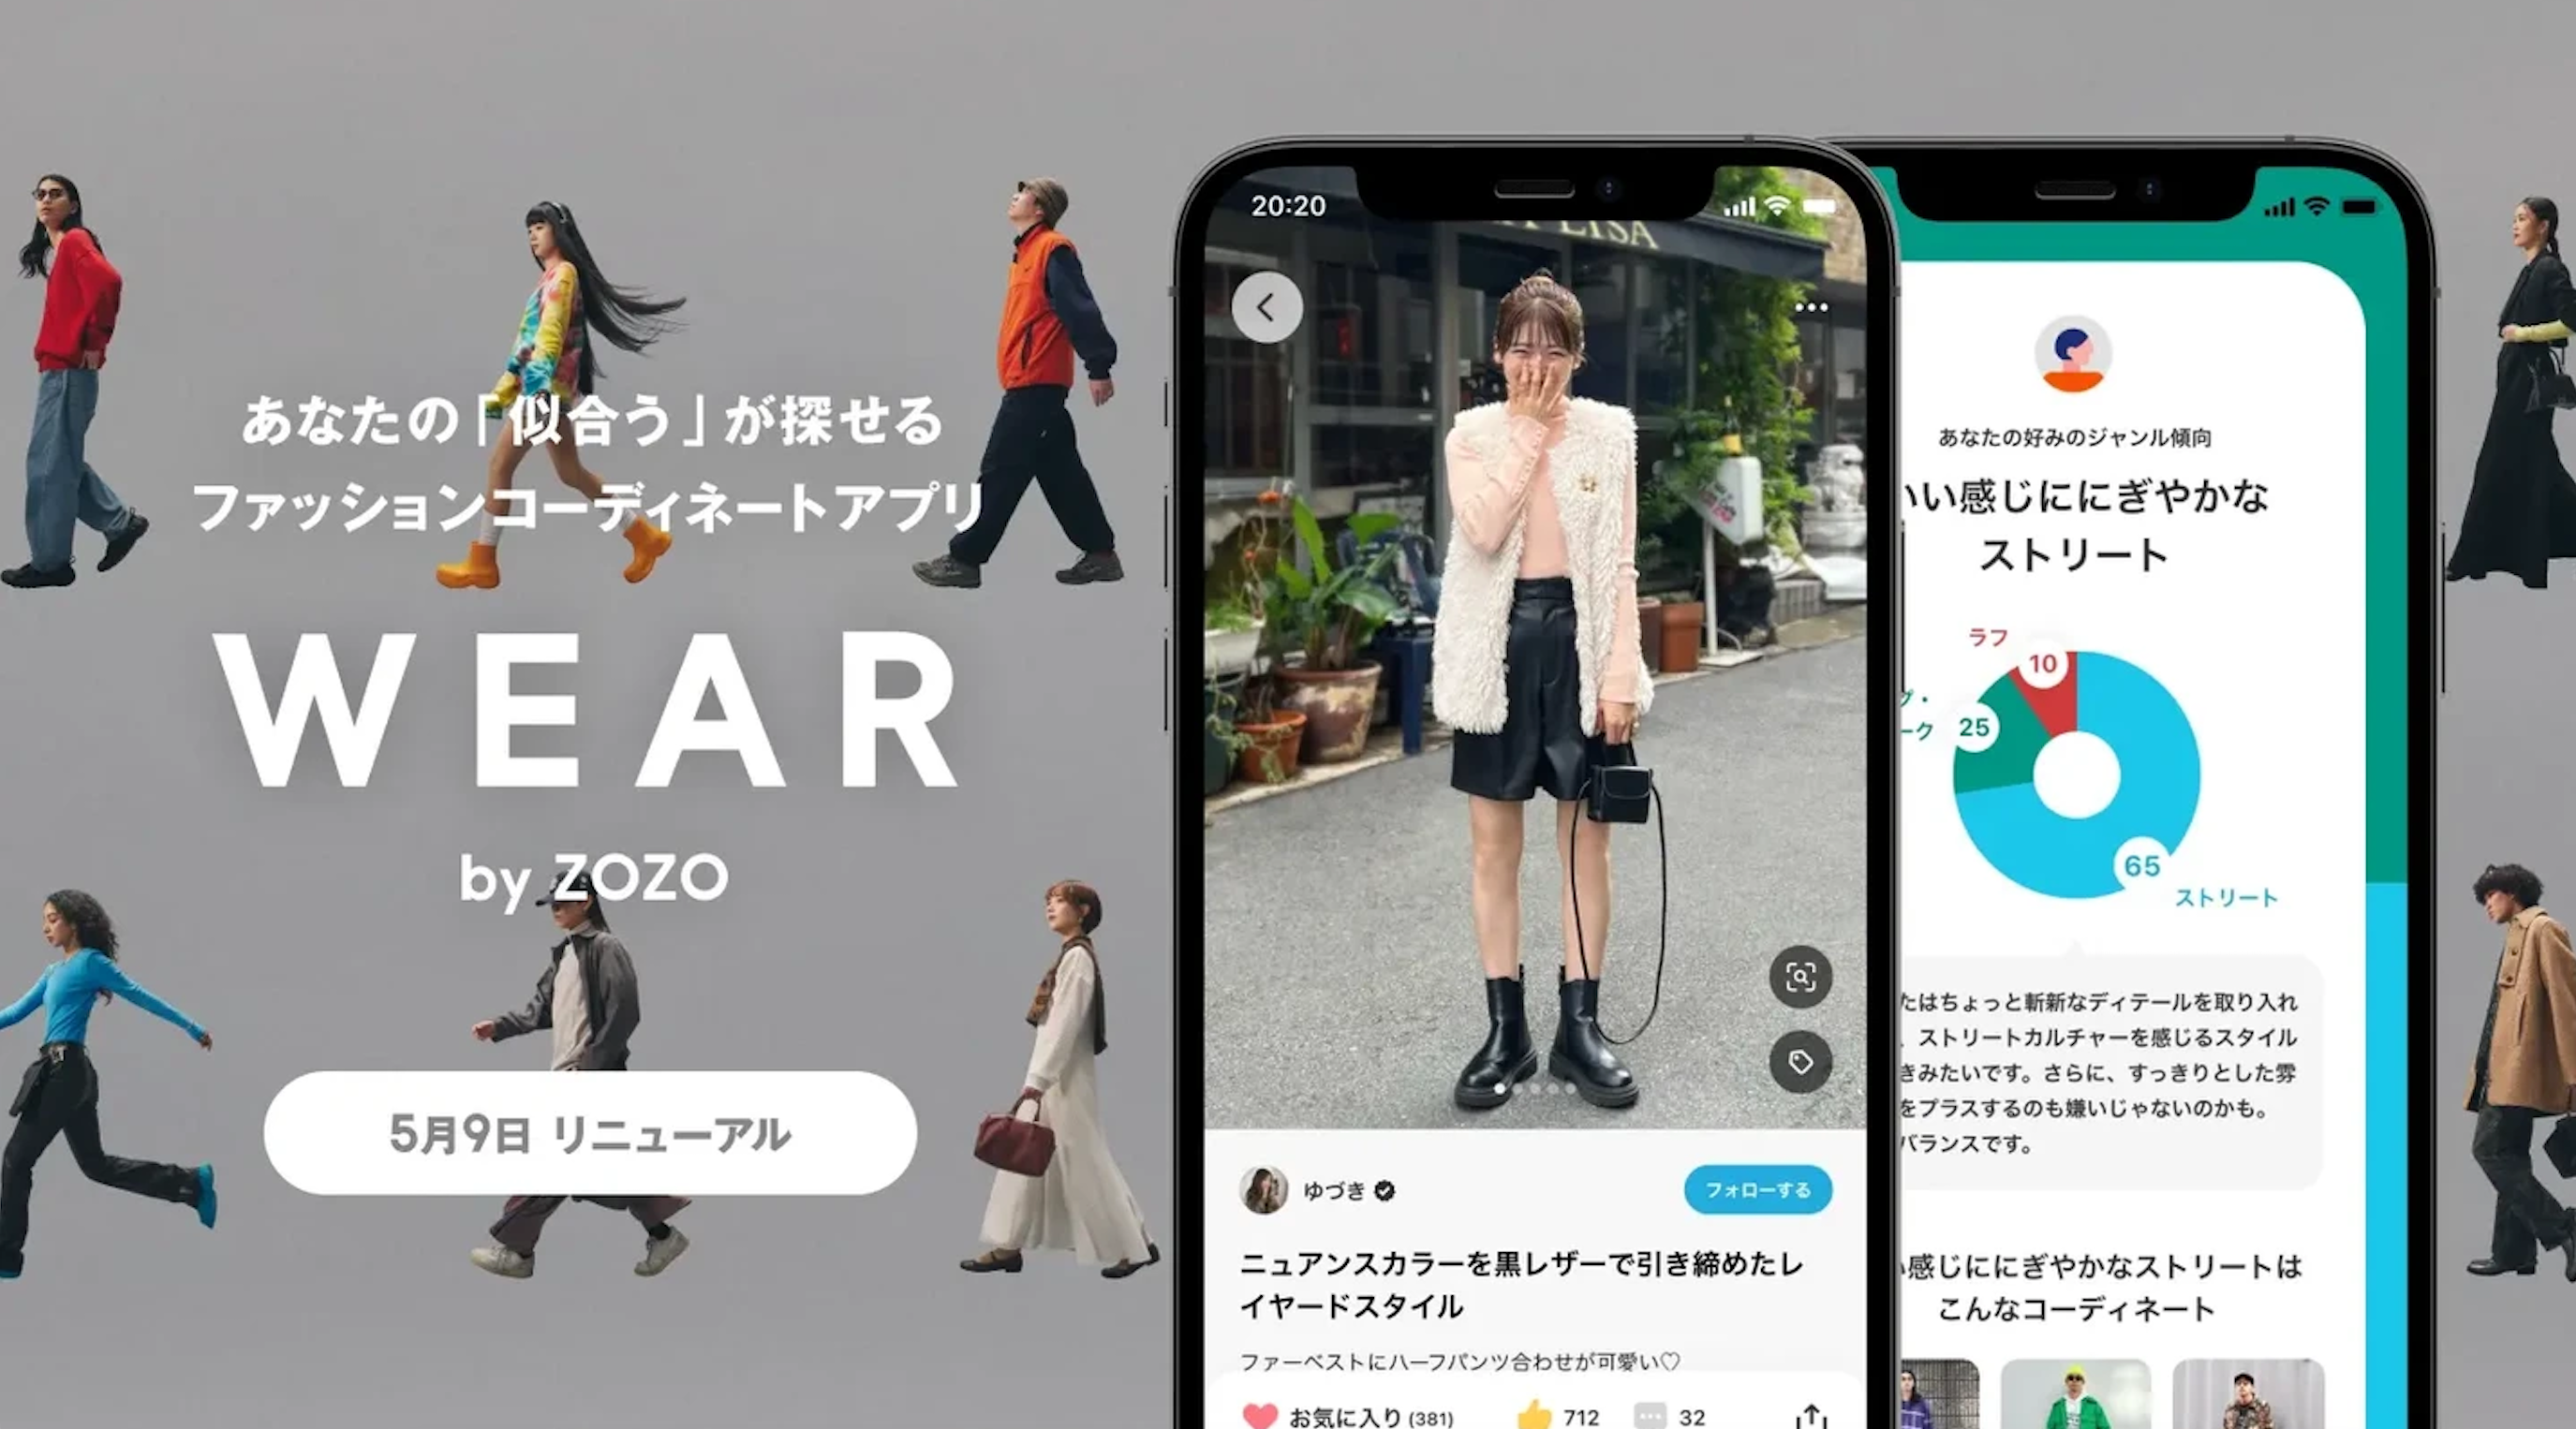 あなたの「似合う」が探せる
ファッションコーディネートアプリ
WEAR
by ZOZO
5月9日 リニューアル
20:20
ゆづき
フォローする
ニュアンスカラーを黒レザーで引き締めたレ
イヤードスタイル
ファーベストにハーフパンツ合わせが可愛い♡
お気に入り (381)
712
32
あなたの好みのジャンル傾向
いい感じににぎやかな
ストリート
ラフ
10
プ・
ーク
25
65
ストリート
たはちょっと斬新なディテールを取り入れ
、ストリートカルチャーを感じるスタイル
きみたいです。さらに、すっきりとした雰
をプラスするのも嫌いじゃないのかも。
バランスです。
い感じににぎやかなストリートは
こんなコーディネート